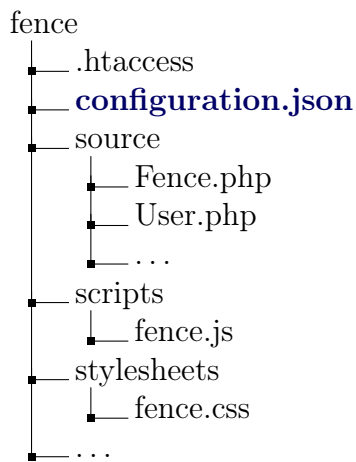 fence
.htaccess
configuration.json
source
Fence.php
User.php
. . .
scripts
fence.js
stylesheets
fence.css
. . .